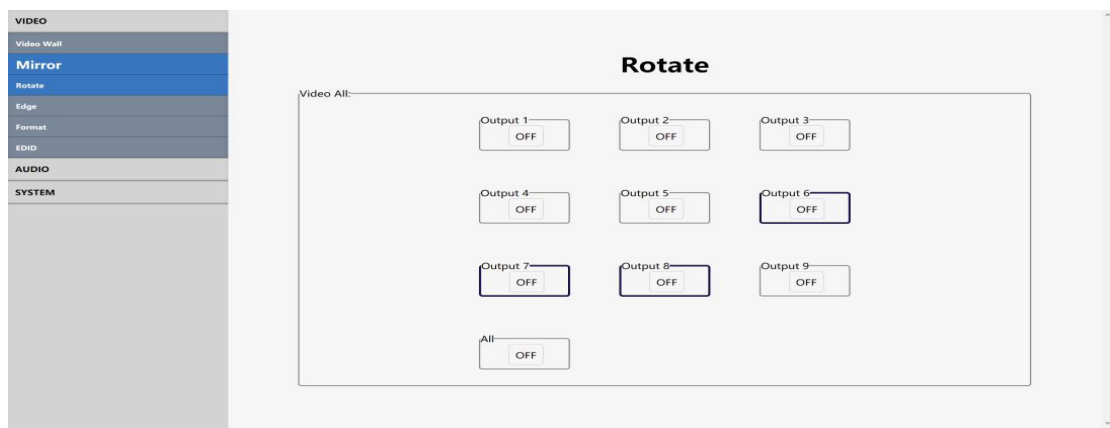 VIDEO
Video Wall
Mirror
Rotate
Edge
Format
EDID
AUDIO
SYSTEM
Rotate
Video All:
Output 1 Output 2 Output 3
OFF OFF OFF
Output 4 Output 5 Output 6
OFF OFF OFF
Output 7 Output 8 Output 9
OFF OFF OFF
All
OFF